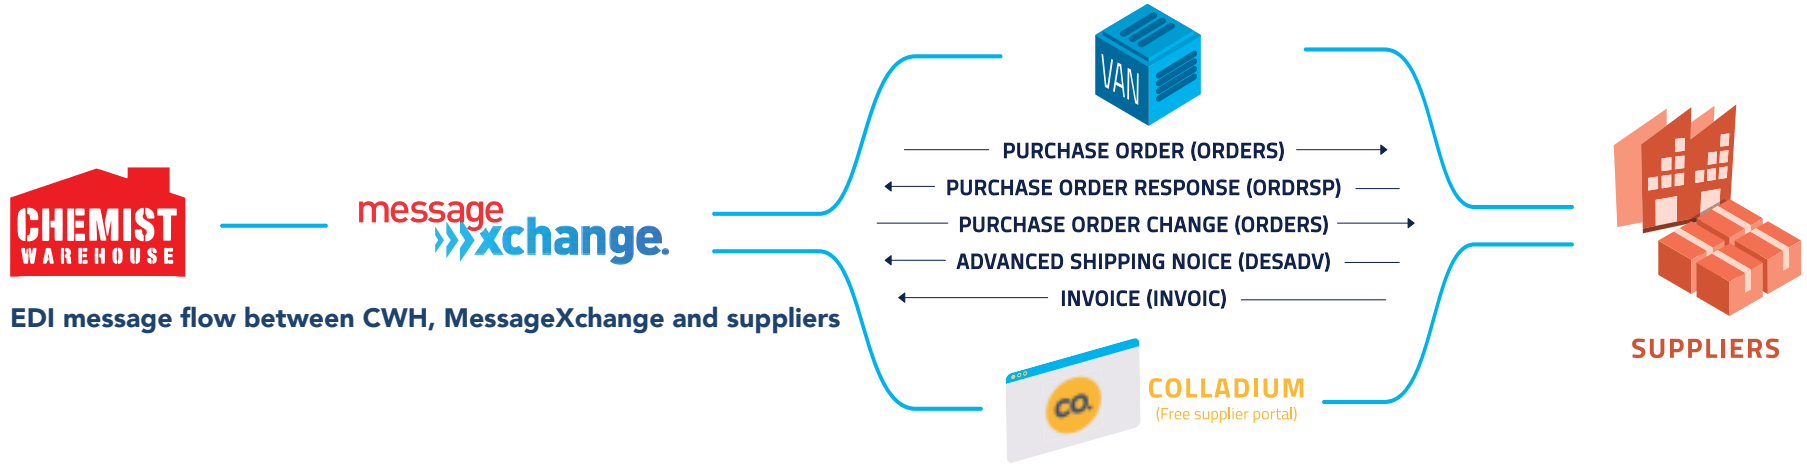 CHEMIST
WAREHOUSE
message
xchange.
EDI message flow between CWH, MessageXchange and suppliers
VAN
PURCHASE ORDER (ORDERS)
PURCHASE ORDER RESPONSE (ORDRSP)
PURCHASE ORDER CHANGE (ORDERS)
ADVANCED SHIPPING NOICE (DESADV)
INVOICE (INVOIC)
CO.
COLLADIUM
(Free supplier portal)
SUPPLIERS